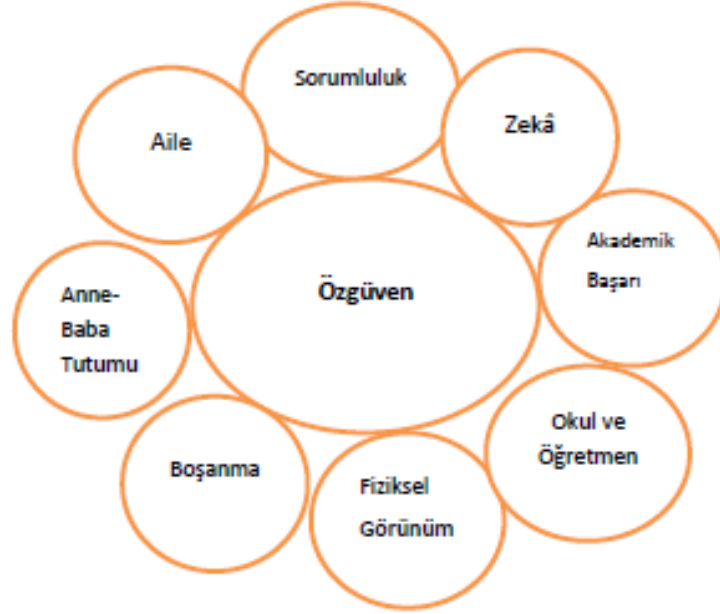 Sorumluluk
Zekâ
Aile
Akademik
Başarı
Özgüven
Anne-
Baba
Tutumu
Okul ve
Öğretmen
Boşanma
Fiziksel
Görünüm